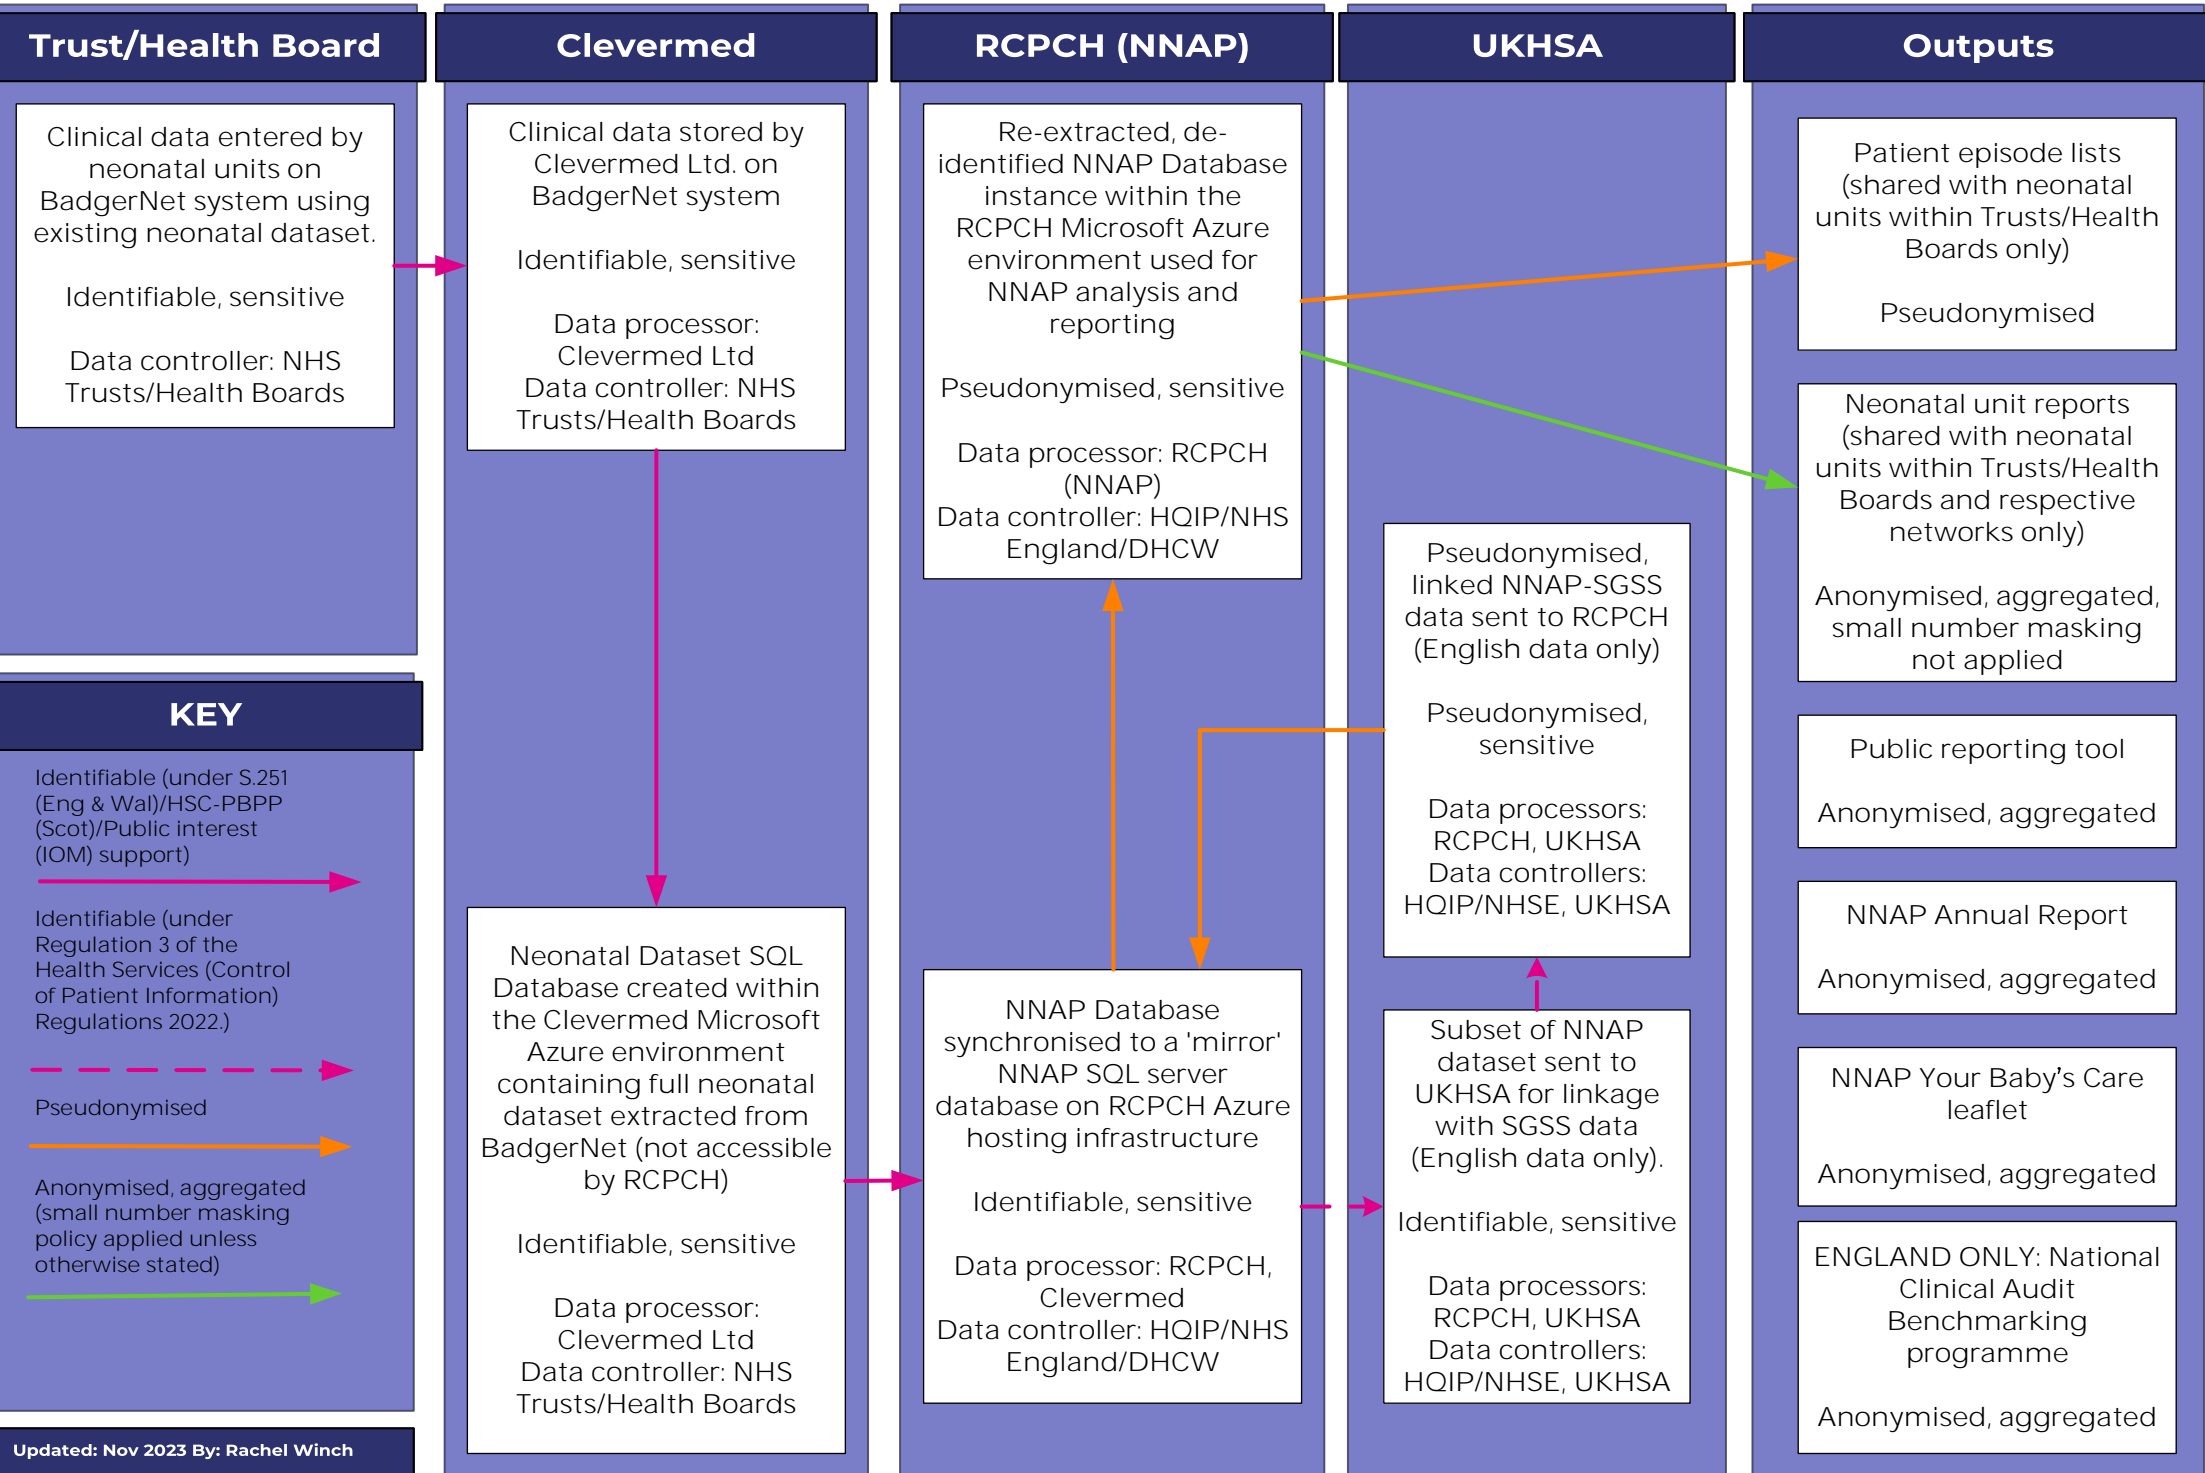 Trust/Health Board
Clinical data entered by
neonatal units on
BadgerNet system using
existing neonatal dataset.
Identifiable, sensitive
Data controller: NHS
Trusts/Health Boards
KEY
Identifiable (under S.251
(Eng & Wal)/HSC-PBPP
(Scot)/Public interest
(IOM) support)
Identifiable (under
Regulation 3 of the
Health Services (Control
of Patient Information)
Regulations 2022.)
Pseudonymised
Anonymised, aggregated
(small number masking
policy applied unless
otherwise stated)
Updated: Nov 2023 By: Rachel Winch
Clevermed
Clinical data stored by
Clevermed Ltd. on
BadgerNet system
Identifiable, sensitive
Data processor:
Clevermed Ltd
Data controller: NHS
Trusts/Health Boards
Neonatal Dataset SQL
Database created within
the Clevermed Microsoft
Azure environment
containing full neonatal
dataset extracted from
BadgerNet (not accessible
by RCPCH)
Identifiable, sensitive
Data processor:
Clevermed Ltd
Data controller: NHS
Trusts/Health Boards
RCPCH (NNAP)
Re-extracted, de-
identified NNAP Database
instance within the
RCPCH Microsoft Azure
environment used for
NNAP analysis and
reporting
Pseudonymised, sensitive
Data processor: RCPCH
(NNAP)
Data controller: HQIP/NHS
England/DHCW
NNAP Database
synchronised to a 'mirror'
NNAP SQL server
database on RCPCH Azure
hosting infrastructure
Identifiable, sensitive
Data processor: RCPCH,
Clevermed
Data controller: HQIP/NHS
England/DHCW
UKHSA
Pseudonymised,
linked NNAP-SGSS
data sent to RCPCH
(English data only)
Pseudonymised,
sensitive
Data processors:
RCPCH, UKHSA
Data controllers:
HQIP/NHSE, UKHSA
Subset of NNAP
dataset sent to
UKHSA for linkage
with SGSS data
(English data only).
Identifiable, sensitive
Data processors:
RCPCH, UKHSA
Data controllers:
HQIP/NHSE, UKHSA
Outputs
Patient episode lists
(shared with neonatal
units within Trusts/Health
Boards only)
Pseudonymised
Neonatal unit reports
(shared with neonatal
units within Trusts/Health
Boards and respective
networks only)
Anonymised, aggregated,
small number masking
not applied
Public reporting tool
Anonymised, aggregated
NNAP Annual Report
Anonymised, aggregated
NNAP Your Baby’s Care
leaflet
Anonymised, aggregated
ENGLAND ONLY: National
Clinical Audit
Benchmarking
programme
Anonymised, aggregated